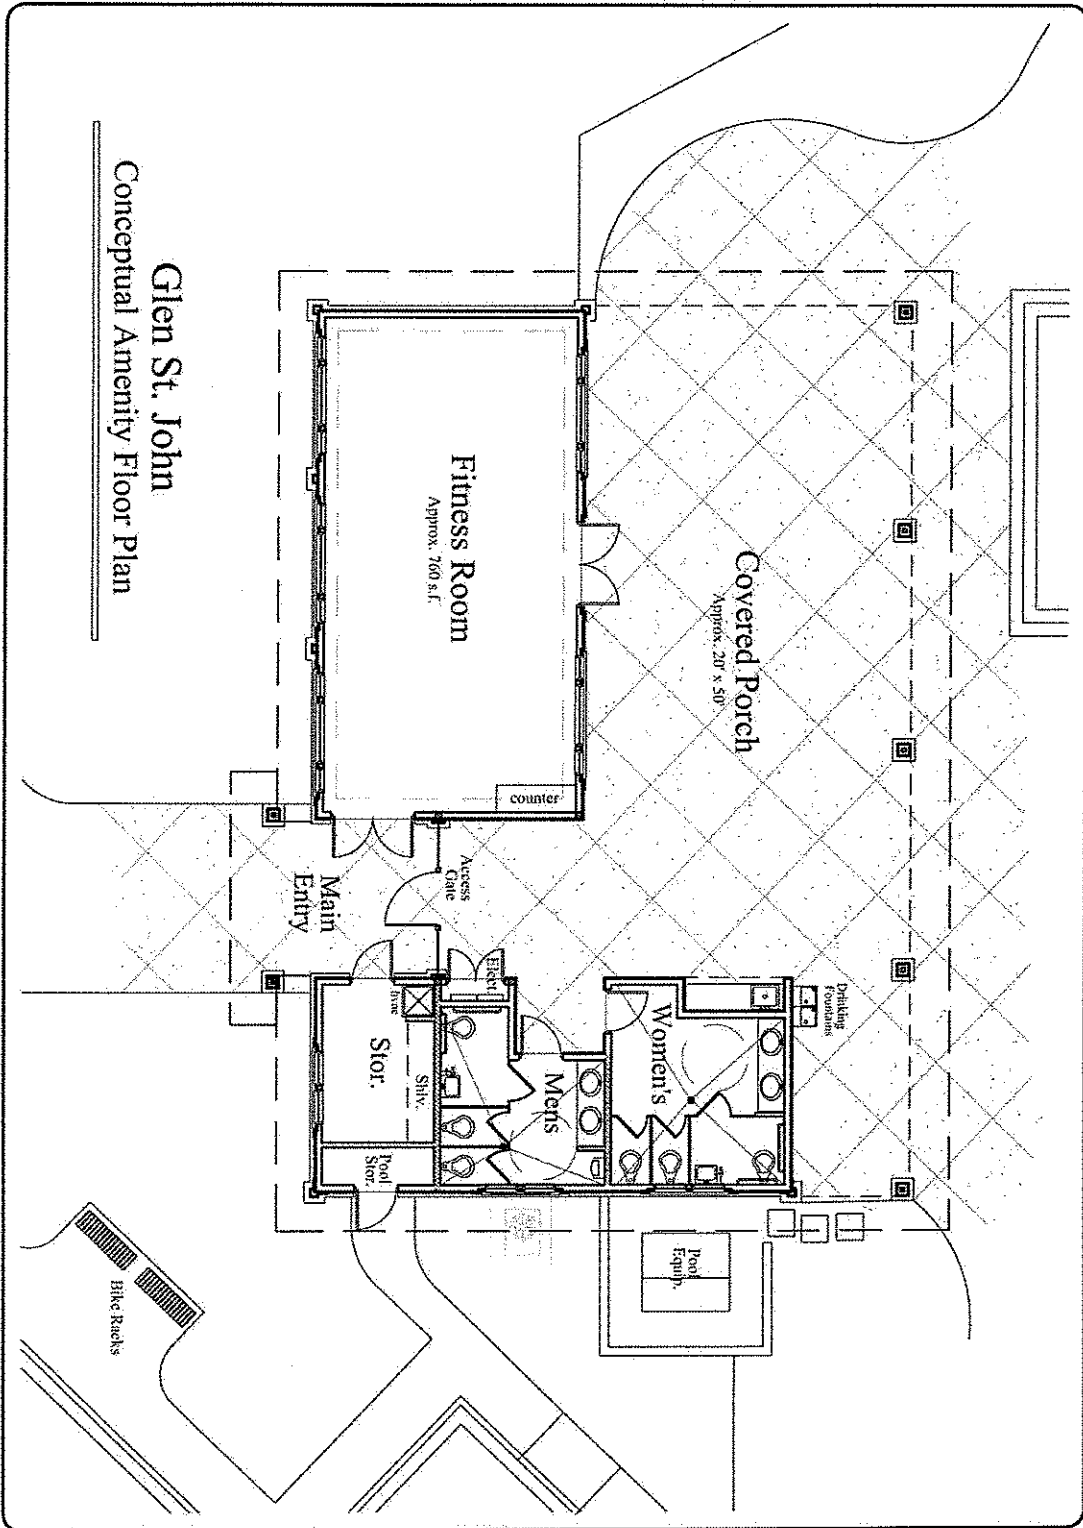 Drinking
Fountains
Covered Porch
Approx. 20' x 50'
Pool
Equip.
Women's
Mens
counter
Elect.
Fitness Room
Approx. 760 s.f.
Access
Gate
Shlv.
Stor.
Pool
Stor.
Main
Entry
Glen St. John
Conceptual Amenity Floor Plan
Bike Racks